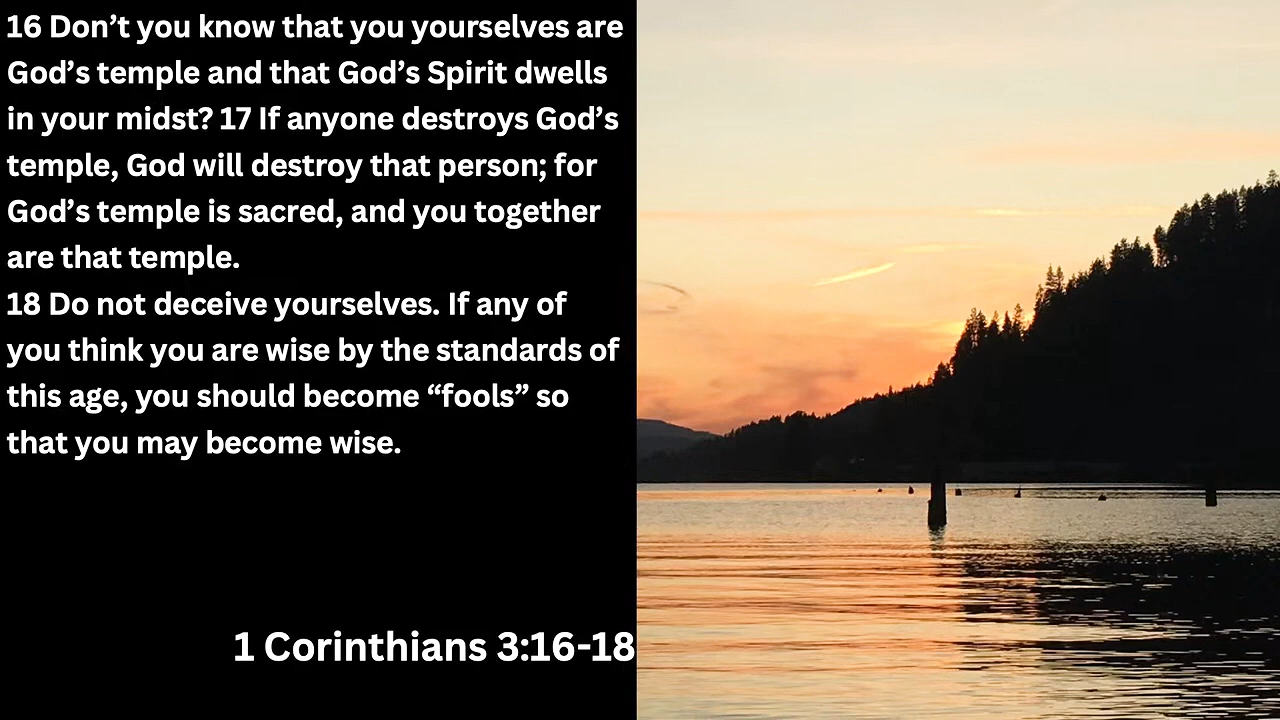 16 Don’t you know that you yourselves are
God’s temple and that God’s Spirit dwells
in your midst? 17 If anyone destroys God’s
temple, God will destroy that person; for
God’s temple is sacred, and you together
are that temple.
18 Do not deceive yourselves. If any of
you think you are wise by the standards of
this age, you should become “fools” so
that you may become wise.
1 Corinthians 3:16-18